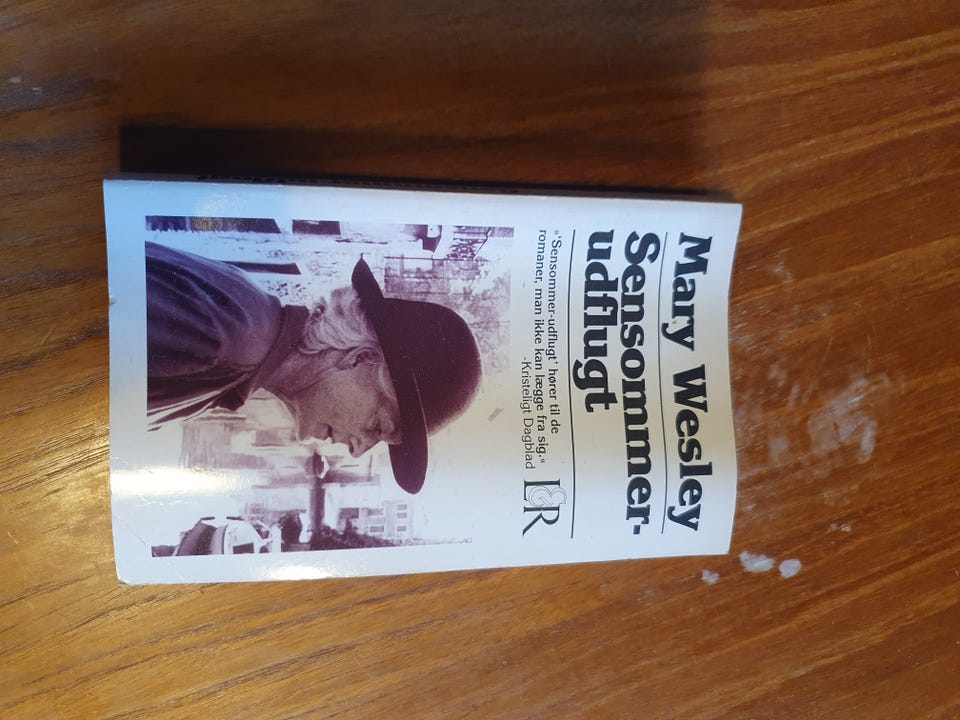 Mary Wesley
Sensommer-
udflugt
»'Sensommer-udflugt' hører til de
romaner, man ikke kan lægge fra sig.«
-Kristeligt Dagblad
L&R